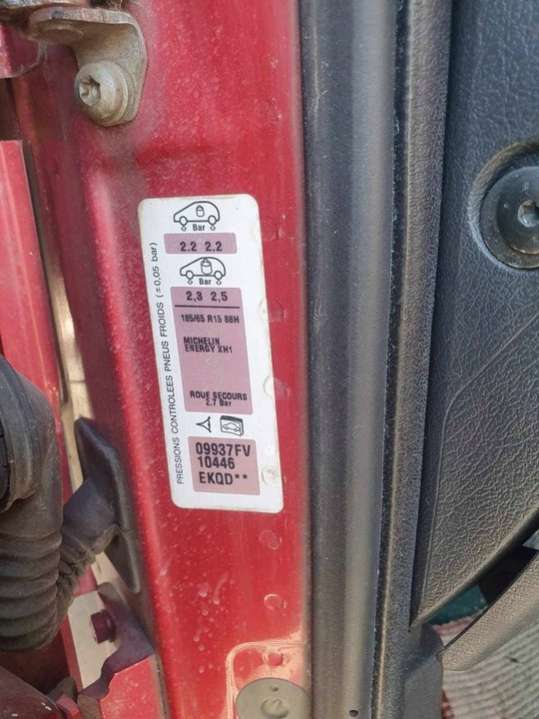 PRESSIONS CONTROLEES PNEUS FROIDS (±0,05 bar)
Bar
2.2 2.2
Bar
2,3 2,5
185/65 R15 88H
MICHELIN
ENERGY XH1
ROUE SECOURS
2.7 Bar
09937FV
10446
EKQD**